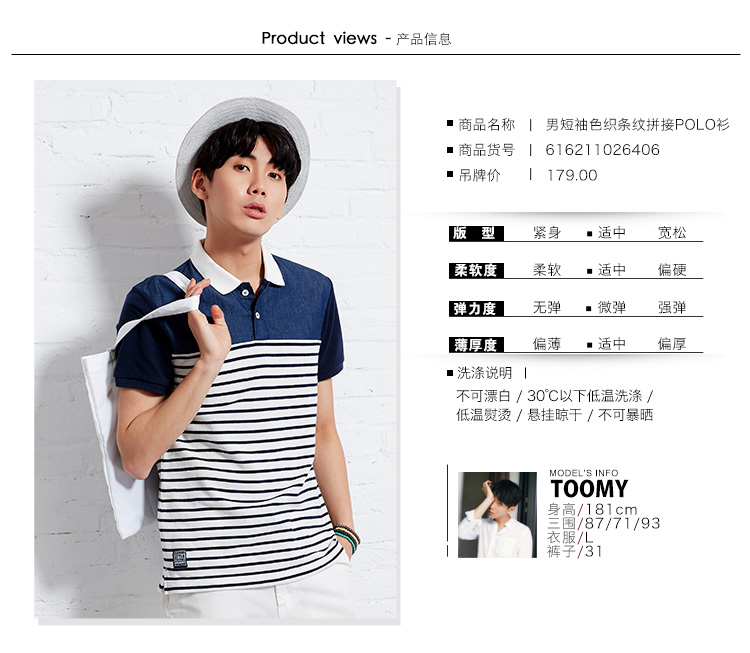 Product views - 产品信息
■ 商品名称 | 男短袖色织条纹拼接POLO衫
■ 商品货号 | 616211026406
■ 吊牌价 | 179.00
版 型 紧身 ■ 适中 宽松
柔软度 柔软 ■ 适中 偏硬
弹力度 无弹 ■ 微弹 强弹
薄厚度 偏薄 ■ 适中 偏厚
■ 洗涤说明 |
不可漂白 / 30℃以下低温洗涤 /
低温熨烫 / 悬挂晾干 / 不可暴晒
MODEL'S INFO
TOOMY
身高/181cm
三围/87/71/93
衣服/L
裤子/31